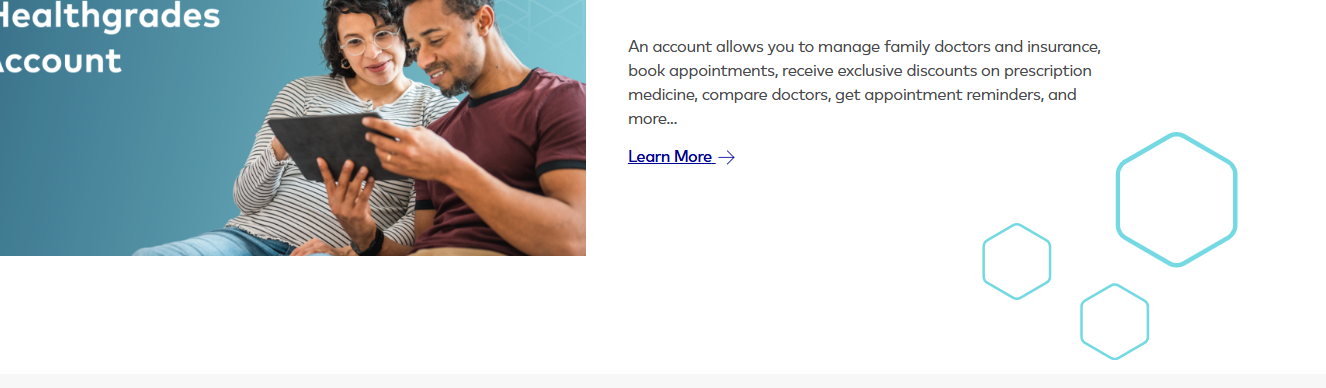 Healthgrades
Account
An account allows you to manage family doctors and insurance,
book appointments, receive exclusive discounts on prescription
medicine, compare doctors, get appointment reminders, and
more...
Learn More